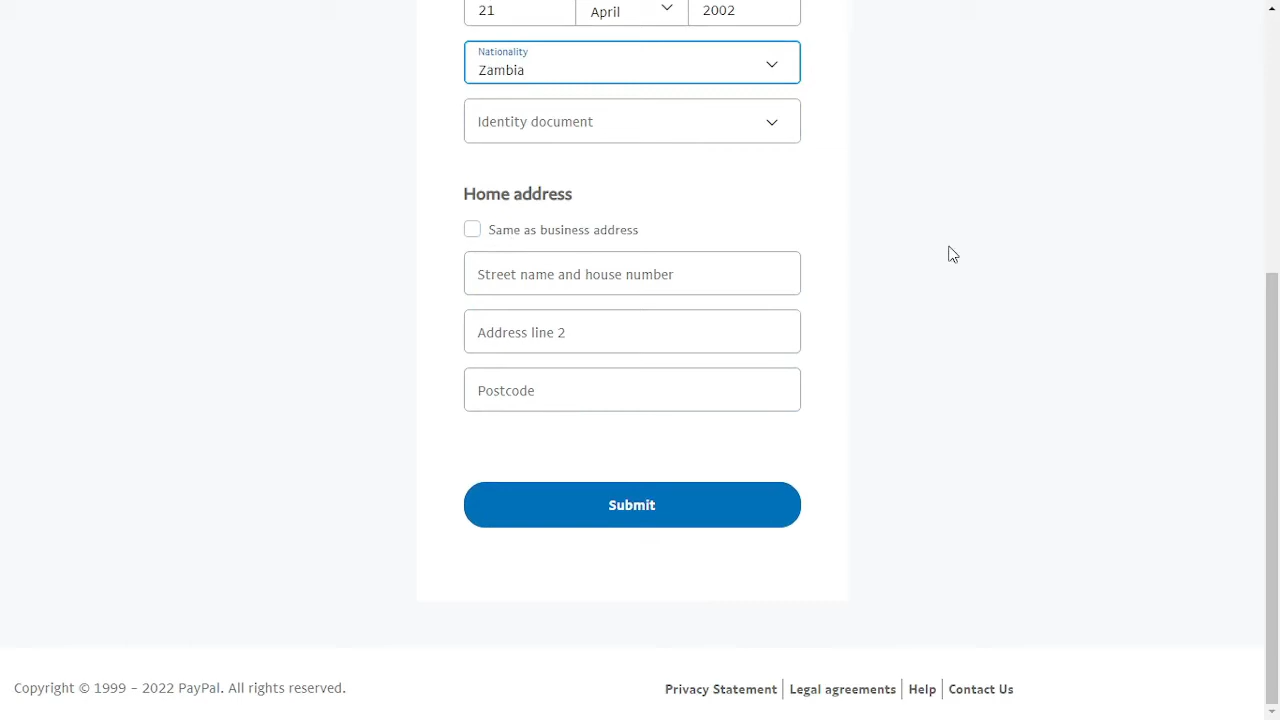 21 April 2002
Nationality
Zambia
Identity document
Home address
Same as business address
Street name and house number
Address line 2
Postcode
Submit
Copyright © 1999 - 2022 PayPal. All rights reserved. Privacy Statement Legal agreements Help Contact Us